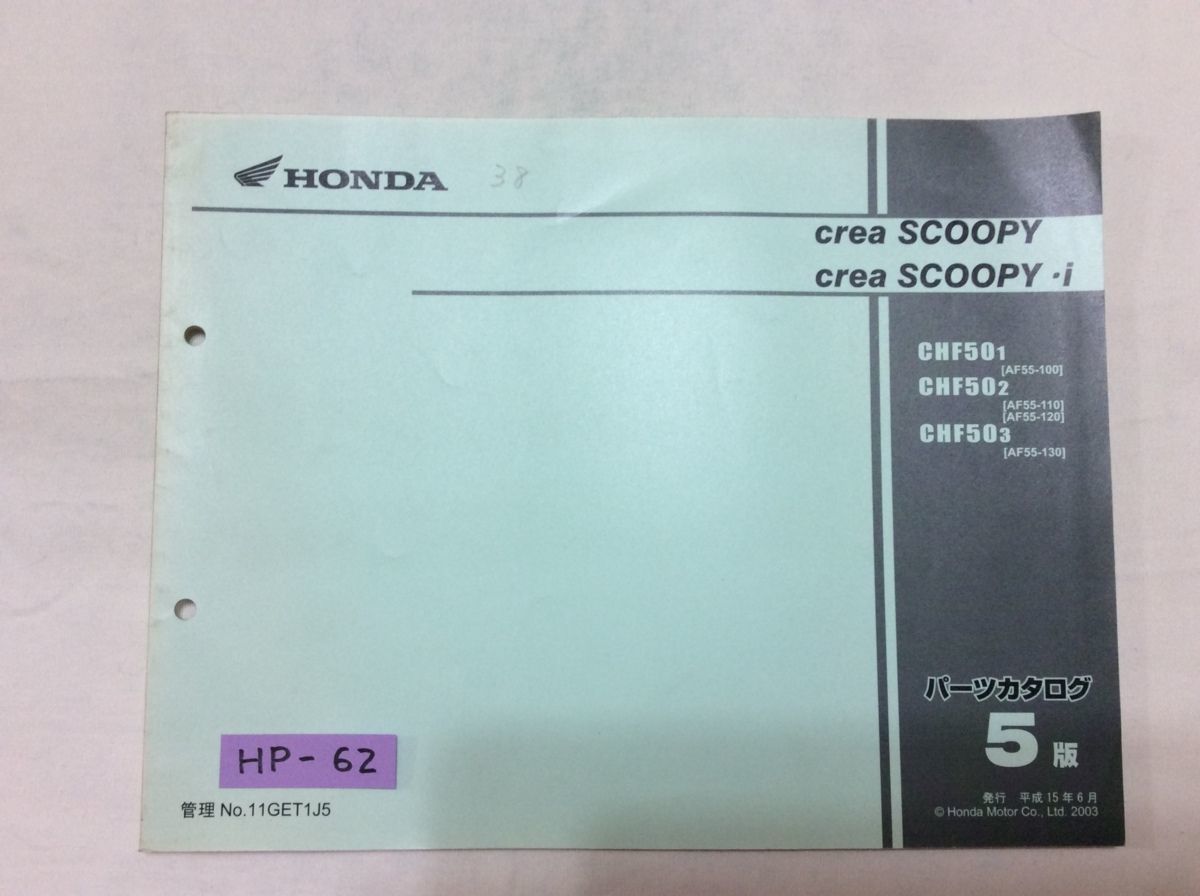 HONDA
38
crea SCOOPY
crea SCOOPY ·i
CHF501
[AF55-100]
CHF502
[AF55-110]
[AF55-120]
CHF503
[AF55-130]
パーツカタログ
5版
発行 平成15年6月
© Honda Motor Co., Ltd. 2003
HP-62
管理 No.11GET1J5